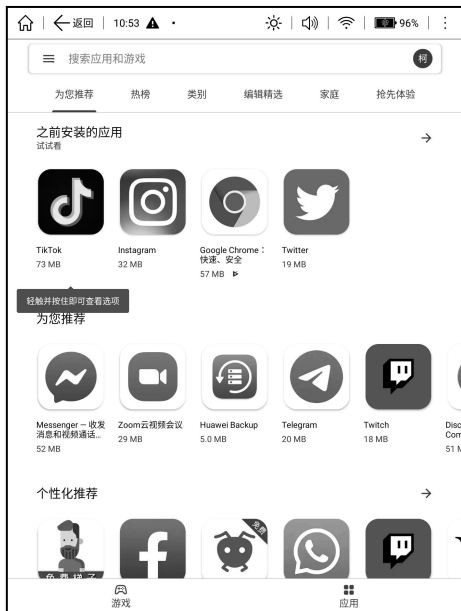 返回 10:53 96%
搜索应用和游戏 柯
为您推荐 热榜 类别 编辑精选 家庭 抢先体验
之前安装的应用
试试看
TikTok
73 MB
Instagram
32 MB
Google Chrome：
快速、安全
57 MB
Twitter
19 MB
轻触并按住即可查看选项
为您推荐
Messenger — 收发
消息和视频通话...
52 MB
Zoom云视频会议
29 MB
Huawei Backup
5.0 MB
Telegram
20 MB
Twitch
18 MB
Disc
Com
51 M
个性化推荐
免费
免费梯子
游戏 应用